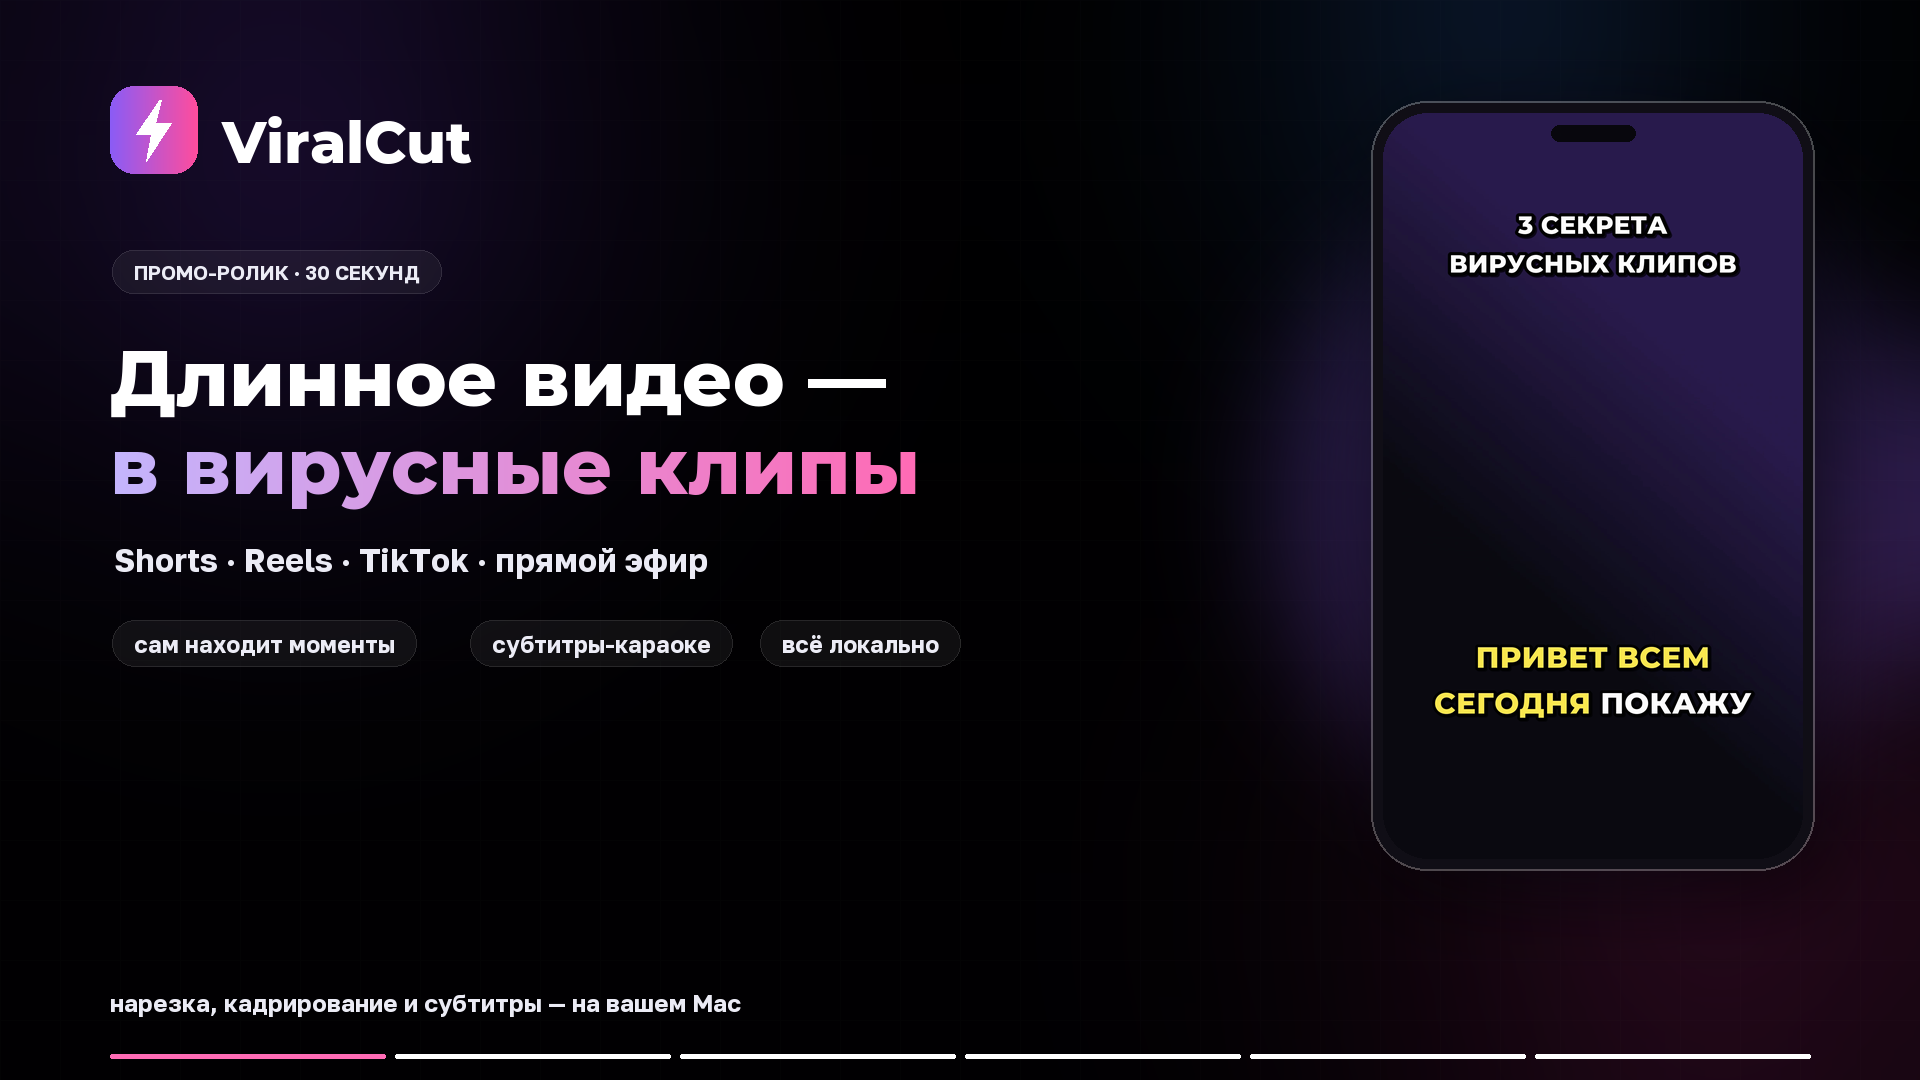 ViralCut
ПРОМО-РОЛИК · 30 СЕКУНД
Длинное видео —
в вирусные клипы
Shorts · Reels · TikTok · прямой эфир
сам находит моменты
субтитры-караоке
всё локально
3 СЕКРЕТА
ВИРУСНЫХ КЛИПОВ
ПРИВЕТ ВСЕМ
СЕГОДНЯ ПОКАЖУ
нарезка, кадрирование и субтитры — на вашем Mac